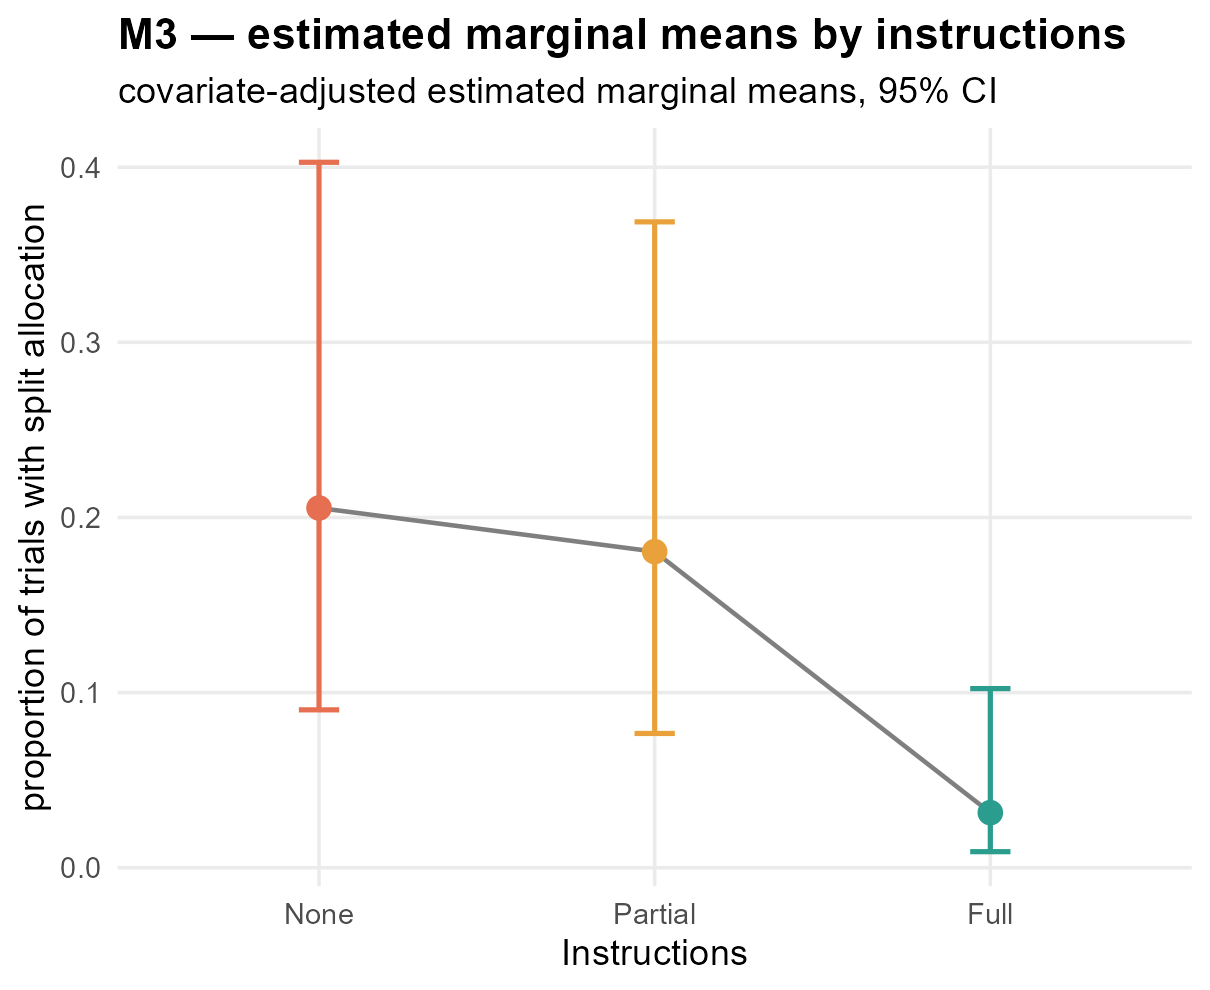 M3 — estimated marginal means by instructions
covariate-adjusted estimated marginal means, 95% CI
proportion of trials with split allocation
0.4
0.3
0.2
0.1
0.0
None
Partial
Full
Instructions